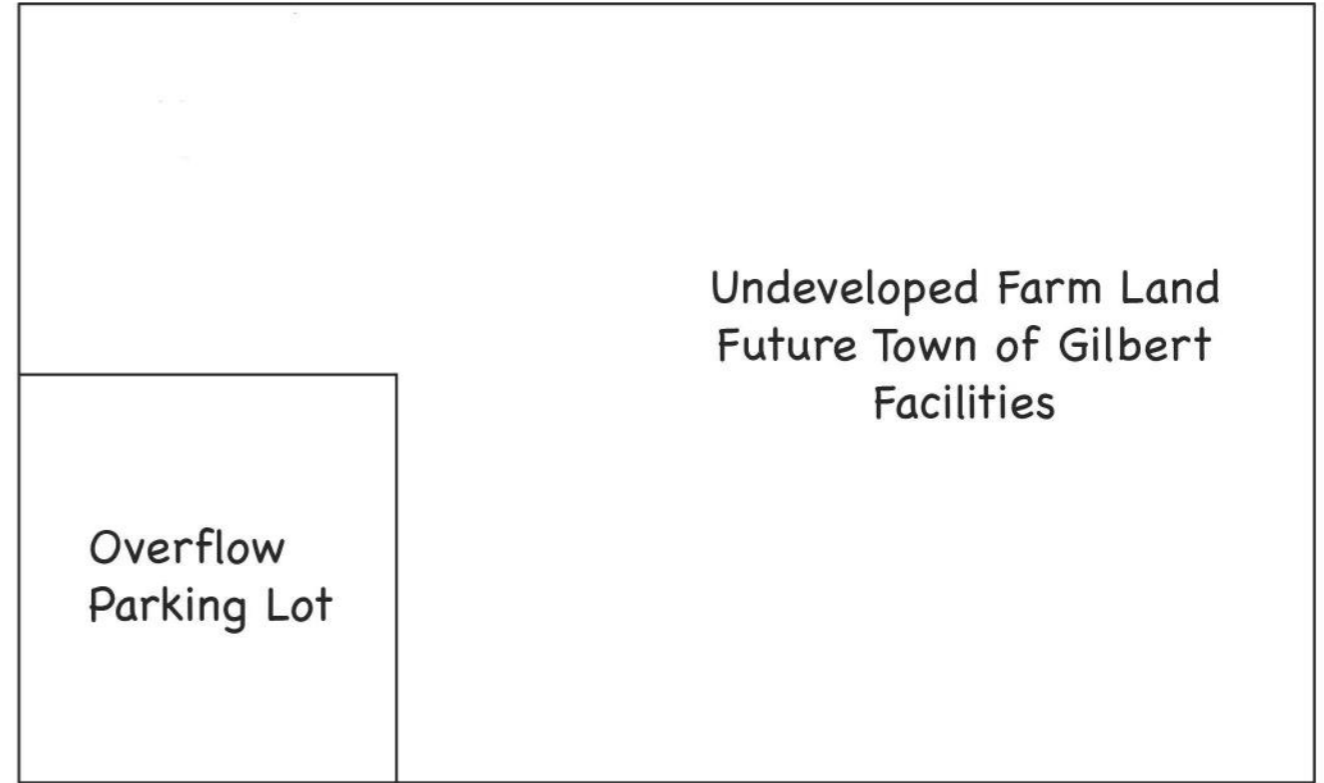 Undeveloped Farm Land
Future Town of Gilbert
Facilities
Overflow
Parking Lot